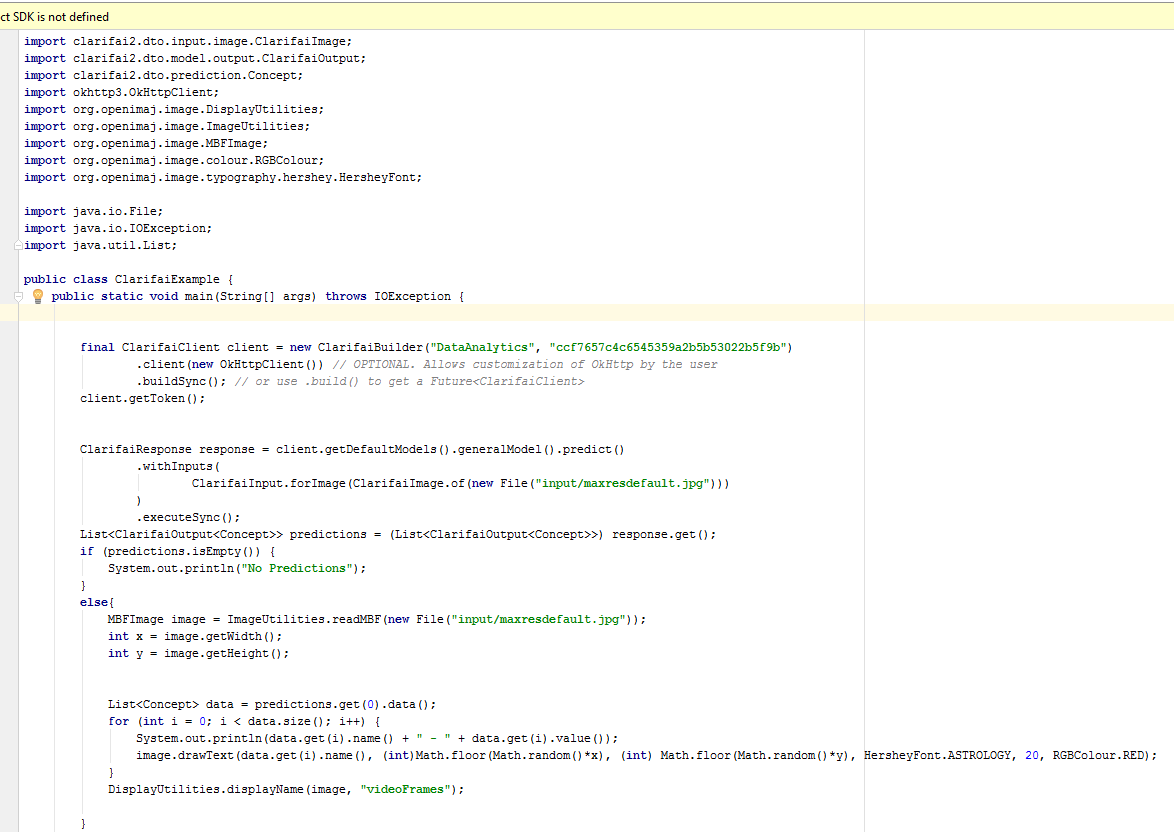 ct SDK is not defined
import clarifai2.dto.input.image.ClarifaiImage;
import clarifai2.dto.model.output.ClarifaiOutput;
import clarifai2.dto.prediction.Concept;
import okhttp3.OkHttpClient;
import org.openimaj.image.DisplayUtilities;
import org.openimaj.image.ImageUtilities;
import org.openimaj.image.MBFImage;
import org.openimaj.image.colour.RGBColour;
import org.openimaj.image.typography.hershey.HersheyFont;
import java.io.File;
import java.io.IOException;
import java.util.List;
public class ClarifaiExample {
public static void main(String[] args) throws IOException {
final ClarifaiClient client = new ClarifaiBuilder("DataAnalytics", "ccf7657c4c6545359a2b5b53022b5f9b")
.client(new OkHttpClient()) // OPTIONAL. Allows customization of OkHttp by the user
.buildSync(); // or use .build() to get a Future<ClarifaiClient>
client.getToken();
ClarifaiResponse response = client.getDefaultModels().generalModel().predict()
.withInputs(
ClarifaiInput.forImage(ClarifaiImage.of(new File("input/maxresdefault.jpg")))
)
.executeSync();
List<ClarifaiOutput<Concept>> predictions = (List<ClarifaiOutput<Concept>>) response.get();
if (predictions.isEmpty()) {
System.out.println("No Predictions");
}
else{
MBFImage image = ImageUtilities.readMBF(new File("input/maxresdefault.jpg"));
int x = image.getWidth();
int y = image.getHeight();
List<Concept> data = predictions.get(0).data();
for (int i = 0; i < data.size(); i++) {
System.out.println(data.get(i).name() + " - " + data.get(i).value());
image.drawText(data.get(i).name(), (int)Math.floor(Math.random()*x), (int) Math.floor(Math.random()*y), HersheyFont.ASTROLOGY, 20, RGBColour.RED);
}
DisplayUtilities.displayName(image, "videoFrames");
}